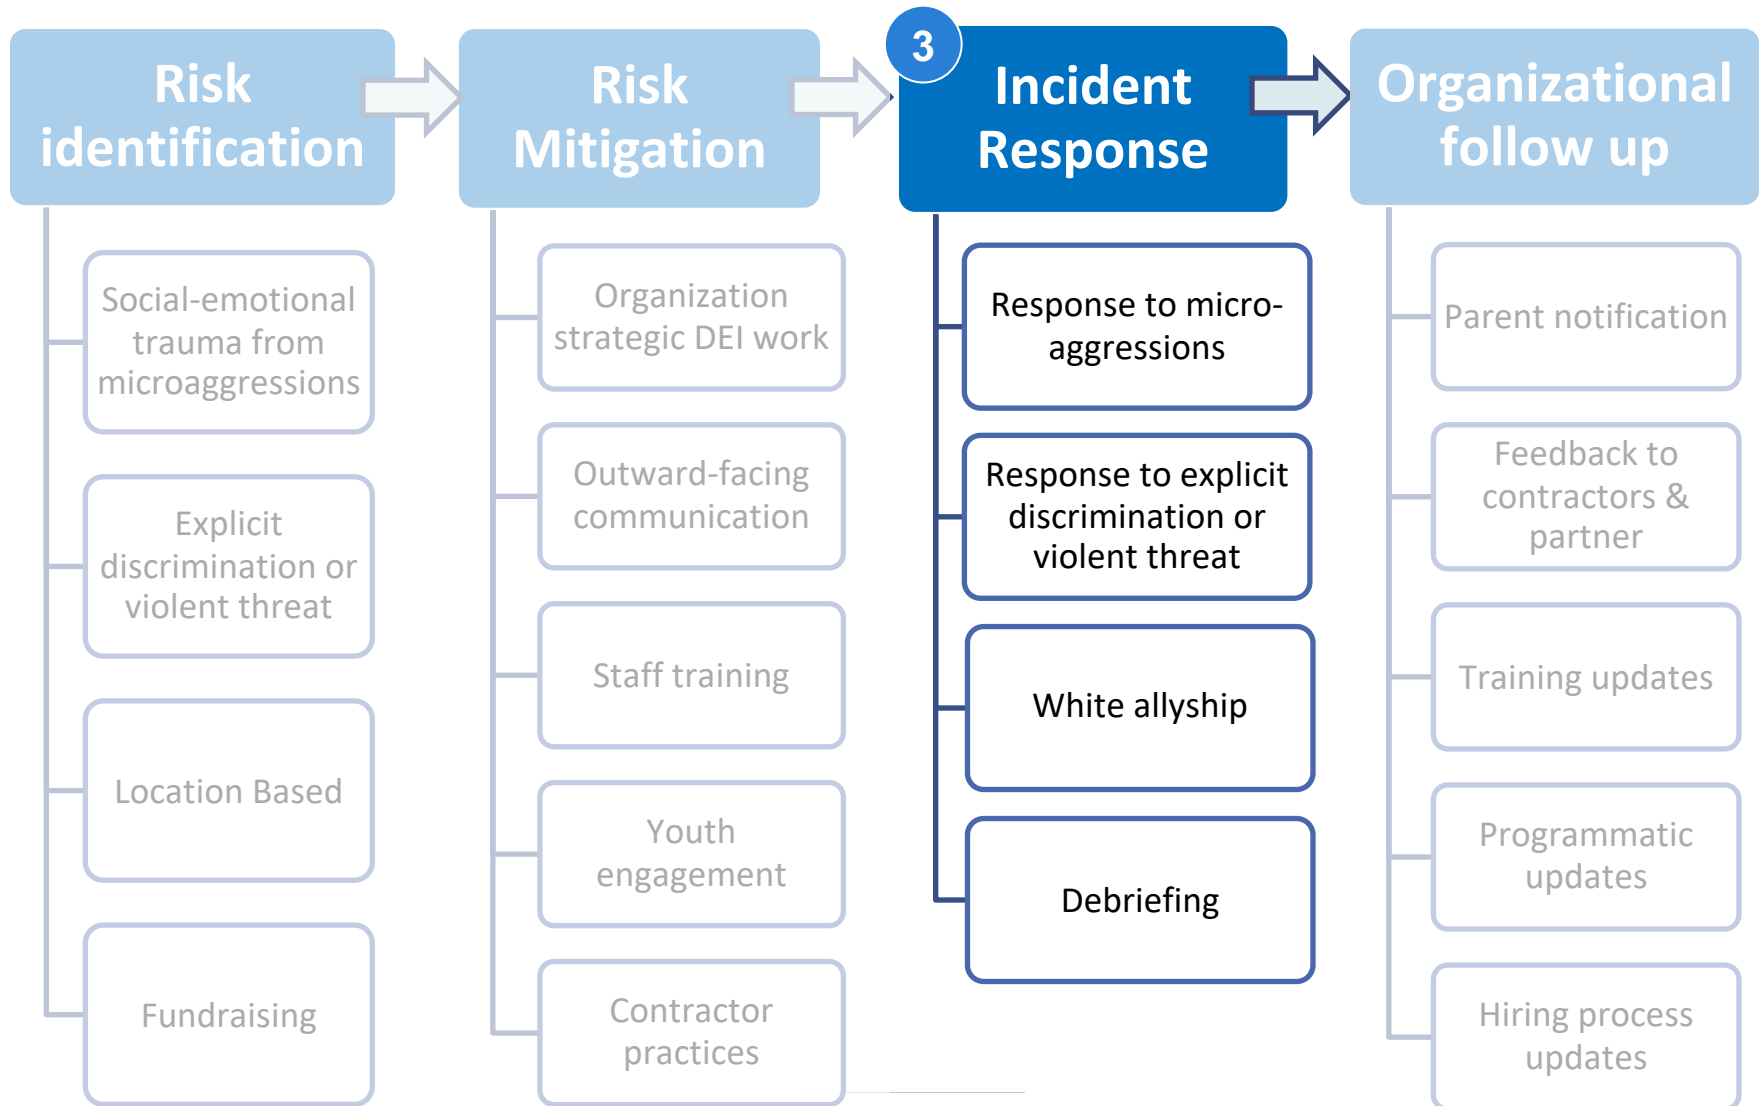 Risk
identification
Social-emotional
trauma from
microaggressions
Explicit
discrimination or
violent threat
Location Based
Fundraising
Risk
Mitigation
Organization
strategic DEI work
Outward-facing
communication
Staff training
Youth
engagement
Contractor
practices
3
Incident
Response
Response to micro-
aggressions
Response to explicit
discrimination or
violent threat
White allyship
Debriefing
Organizational
follow up
Parent notification
Feedback to
contractors &
partner
Training updates
Programmatic
updates
Hiring process
updates